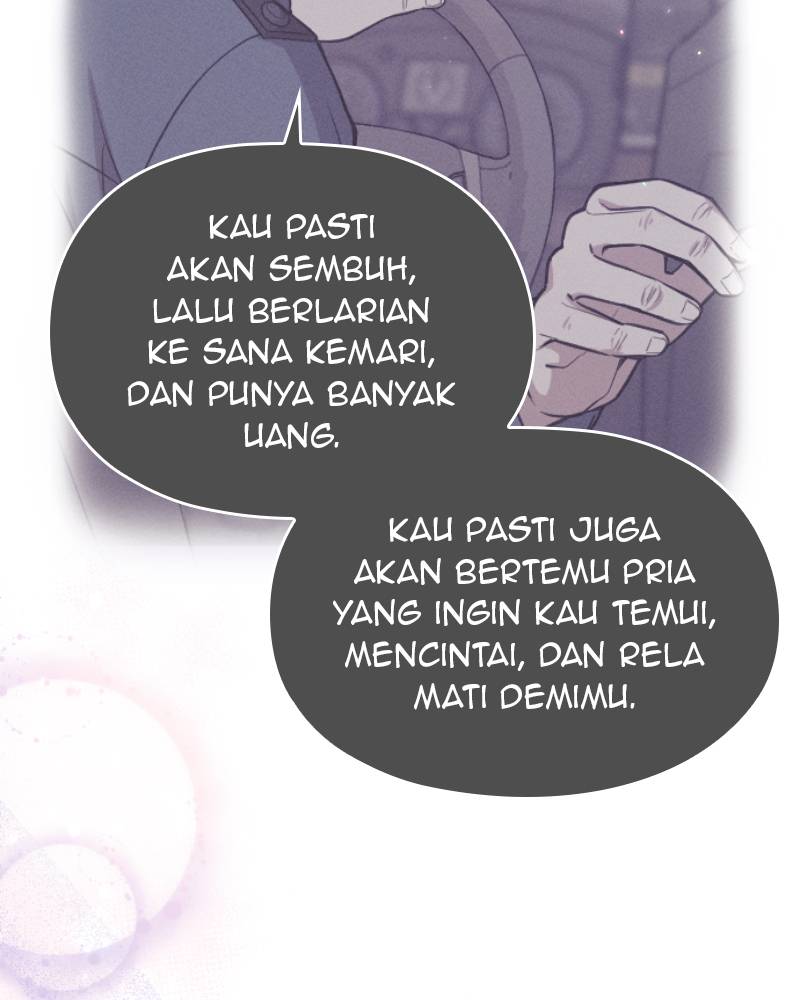 KAU PASTI
AKAN SEMBUH,
LALU BERLARIAN
KE SANA KEMARI,
DAN PUNYA BANYAK
UANG.
KAU PASTI JUGA
AKAN BERTEMU PRIA
YANG INGIN KAU TEMUI,
MENCINTAI, DAN RELA
MATI DEMIMU.